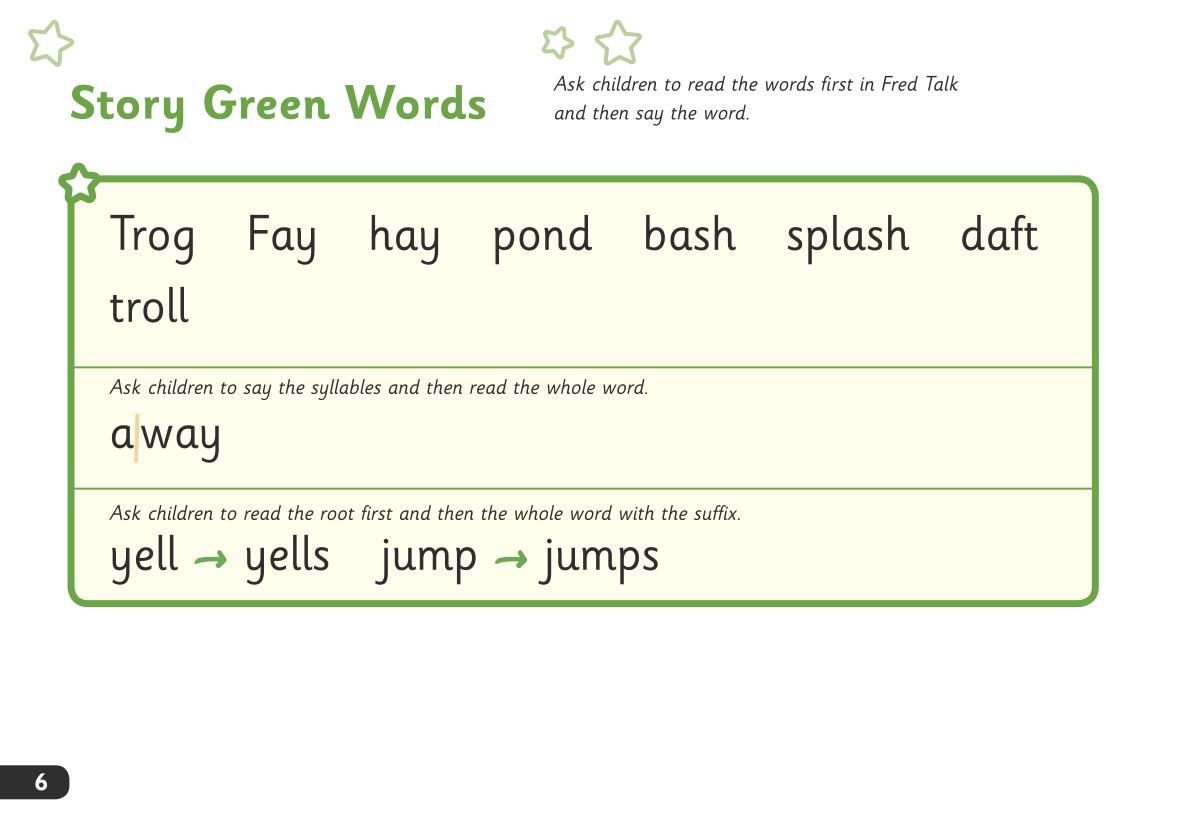 Story Green Words
Ask children to read the words first in Fred Talk
and then say the word.
Trog Fay hay pond bash splash daft
troll
Ask children to say the syllables and then read the whole word.
a|way
Ask children to read the root first and then the whole word with the suffix.
yell → yells jump → jumps
6